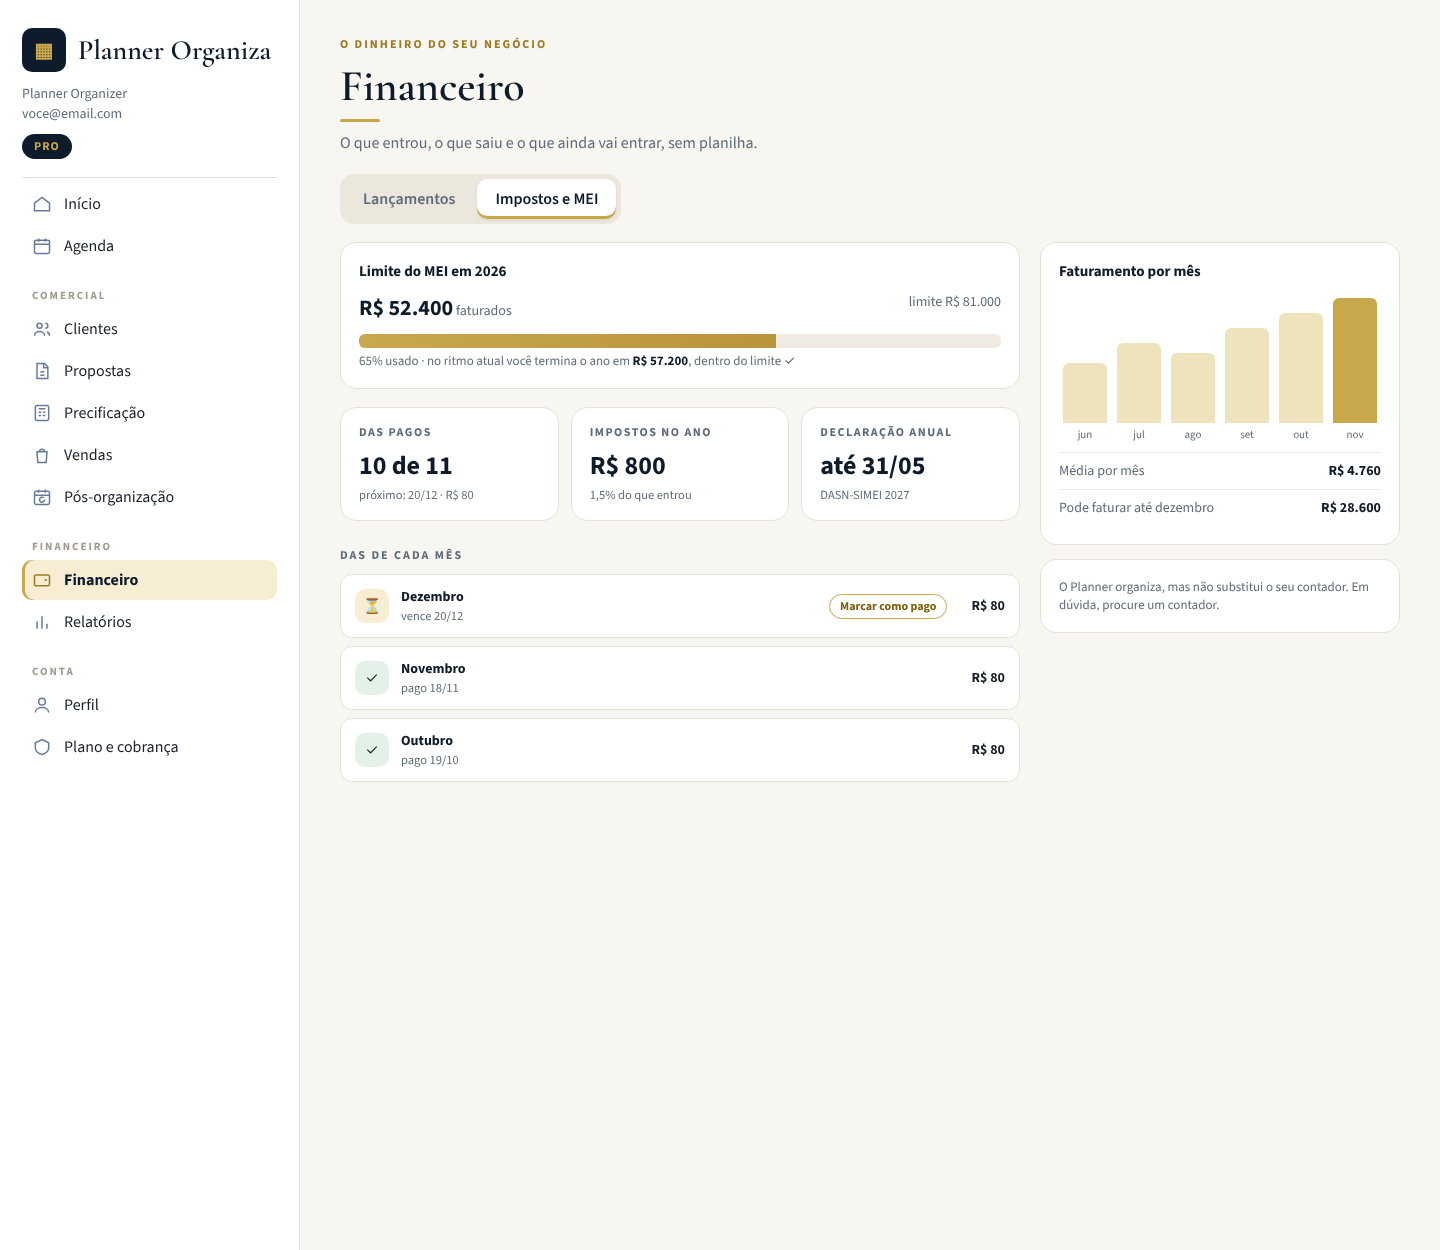 Planner Organiza
Planner Organizer
voce@email.com
PRO
Início
Agenda
COMERCIAL
Clientes
Propostas
Precificação
Vendas
Pós-organização
FINANCEIRO
Financeiro
Relatórios
CONTA
Perfil
Plano e cobrança
O DINHEIRO DO SEU NEGÓCIO
Financeiro
O que entrou, o que saiu e o que ainda vai entrar, sem planilha.
Lançamentos
Impostos e MEI
Limite do MEI em 2026
R$ 52.400 faturados
limite R$ 81.000
65% usado · no ritmo atual você termina o ano em R$ 57.200, dentro do limite ✓
DAS PAGOS
10 de 11
próximo: 20/12 · R$ 80
IMPOSTOS NO ANO
R$ 800
1,5% do que entrou
DECLARAÇÃO ANUAL
até 31/05
DASN-SIMEI 2027
DAS DE CADA MÊS
Dezembro
vence 20/12
Marcar como pago
R$ 80
Novembro
pago 18/11
R$ 80
Outubro
pago 19/10
R$ 80
Faturamento por mês
jun jul ago set out nov
Média por mês R$ 4.760
Pode faturar até dezembro R$ 28.600
O Planner organiza, mas não substitui o seu contador. Em
dúvida, procure um contador.